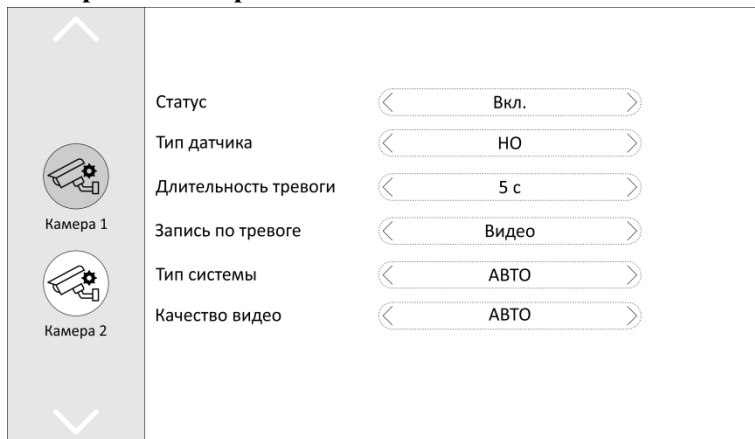 Статус
Вкл.
Тип датчика
НО
Длительность тревоги
5 с
Камера 1
Запись по тревоге
Видео
Тип системы
АВТО
Качество видео
АВТО
Камера 2